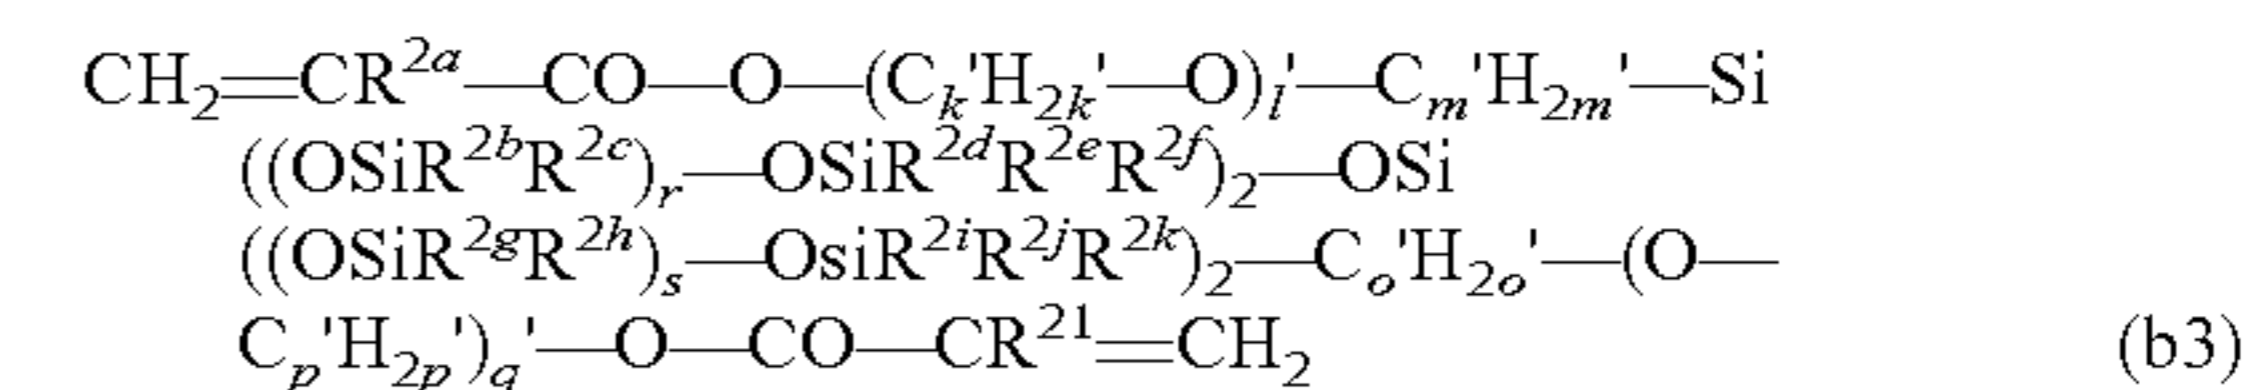 CH₂═CR²ᵃ—CO—O—(Cₖ'H₂ₖ'—O)ₗ'—Cₘ'H₂ₘ'—Si
((OSiR²ᵇR²ᶜ)ᵣ—OSiR²ᵈR²ᵉR²ᶠ)₂—OSi
((OSiR²ᵍR²ʰ)ₛ—OsiR²ⁱR²ʲR²ᵏ)₂—Cₒ'H₂ₒ'—(O—
Cₚ'H₂ₚ')q'—O—CO—CR²¹═CH₂ (b3)